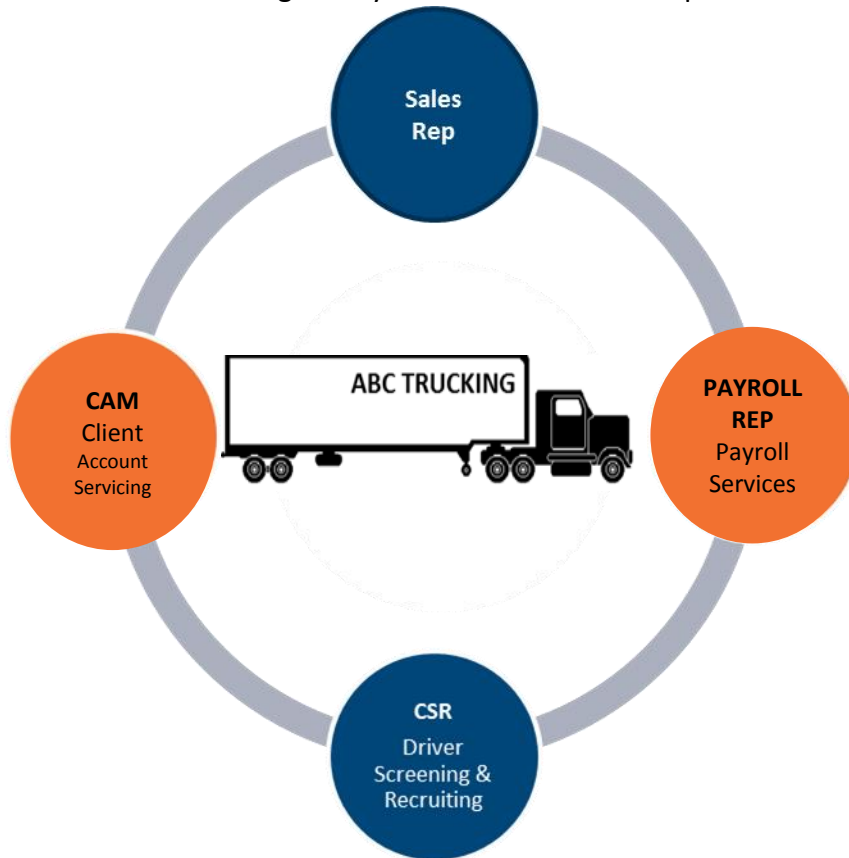 Sales
Rep
ABC TRUCKING
CAM
Client
Account
Servicing
PAYROLL
REP
Payroll
Services
CSR
Driver
Screening &
Recruiting